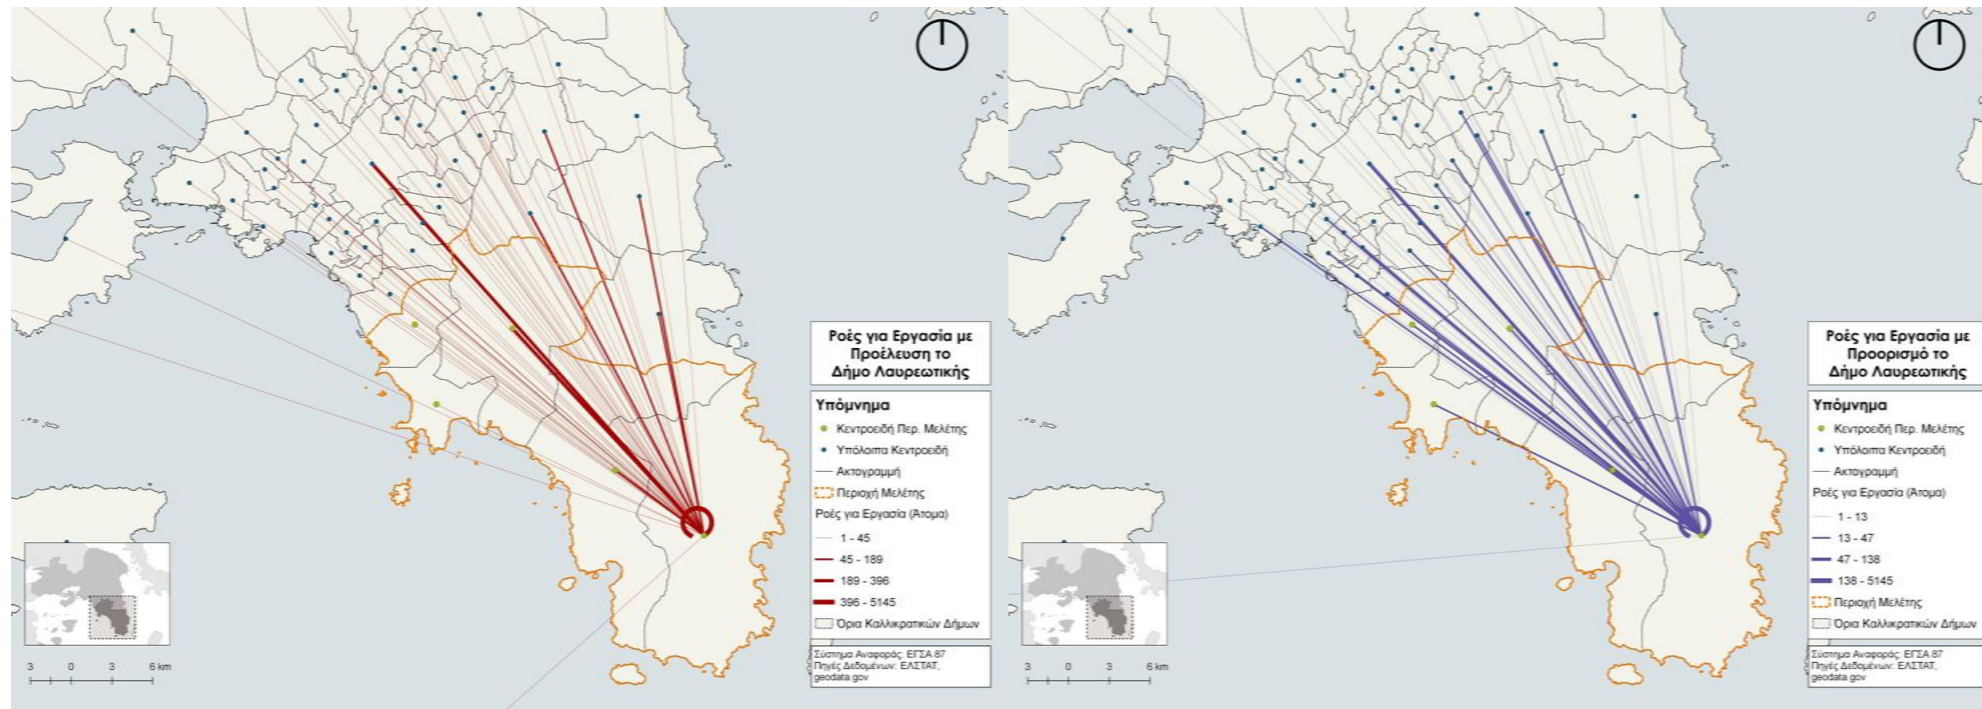 Ροές για Εργασία με
Προέλευση το
Δήμο Λαυρεωτικής
Υπόμνημα
Κεντροειδή Περ. Μελέτης
Υπόλοιπα Κεντροειδή
Ακτογραμμή
Περιοχή Μελέτης
Ροές για Εργασία (Άτομα)
1 - 45
45 - 189
189 - 396
396 - 5145
Όρια Καλλικρατικών Δήμων
Σύστημα Αναφοράς: ΕΓΣΑ 87
Πηγές Δεδομένων: ΕΛΣΤΑΤ,
geodata.gov
3 0 3 6 km
Ροές για Εργασία με
Προορισμό το
Δήμο Λαυρεωτικής
Υπόμνημα
Κεντροειδή Περ. Μελέτης
Υπόλοιπα Κεντροειδή
Ακτογραμμή
Ροές για Εργασία (Άτομα)
1 - 13
13 - 47
47 - 138
138 - 5145
Περιοχή Μελέτης
Όρια Καλλικρατικών Δήμων
Σύστημα Αναφοράς: ΕΓΣΑ 87
Πηγές Δεδομένων: ΕΛΣΤΑΤ,
geodata.gov
3 0 3 6 km